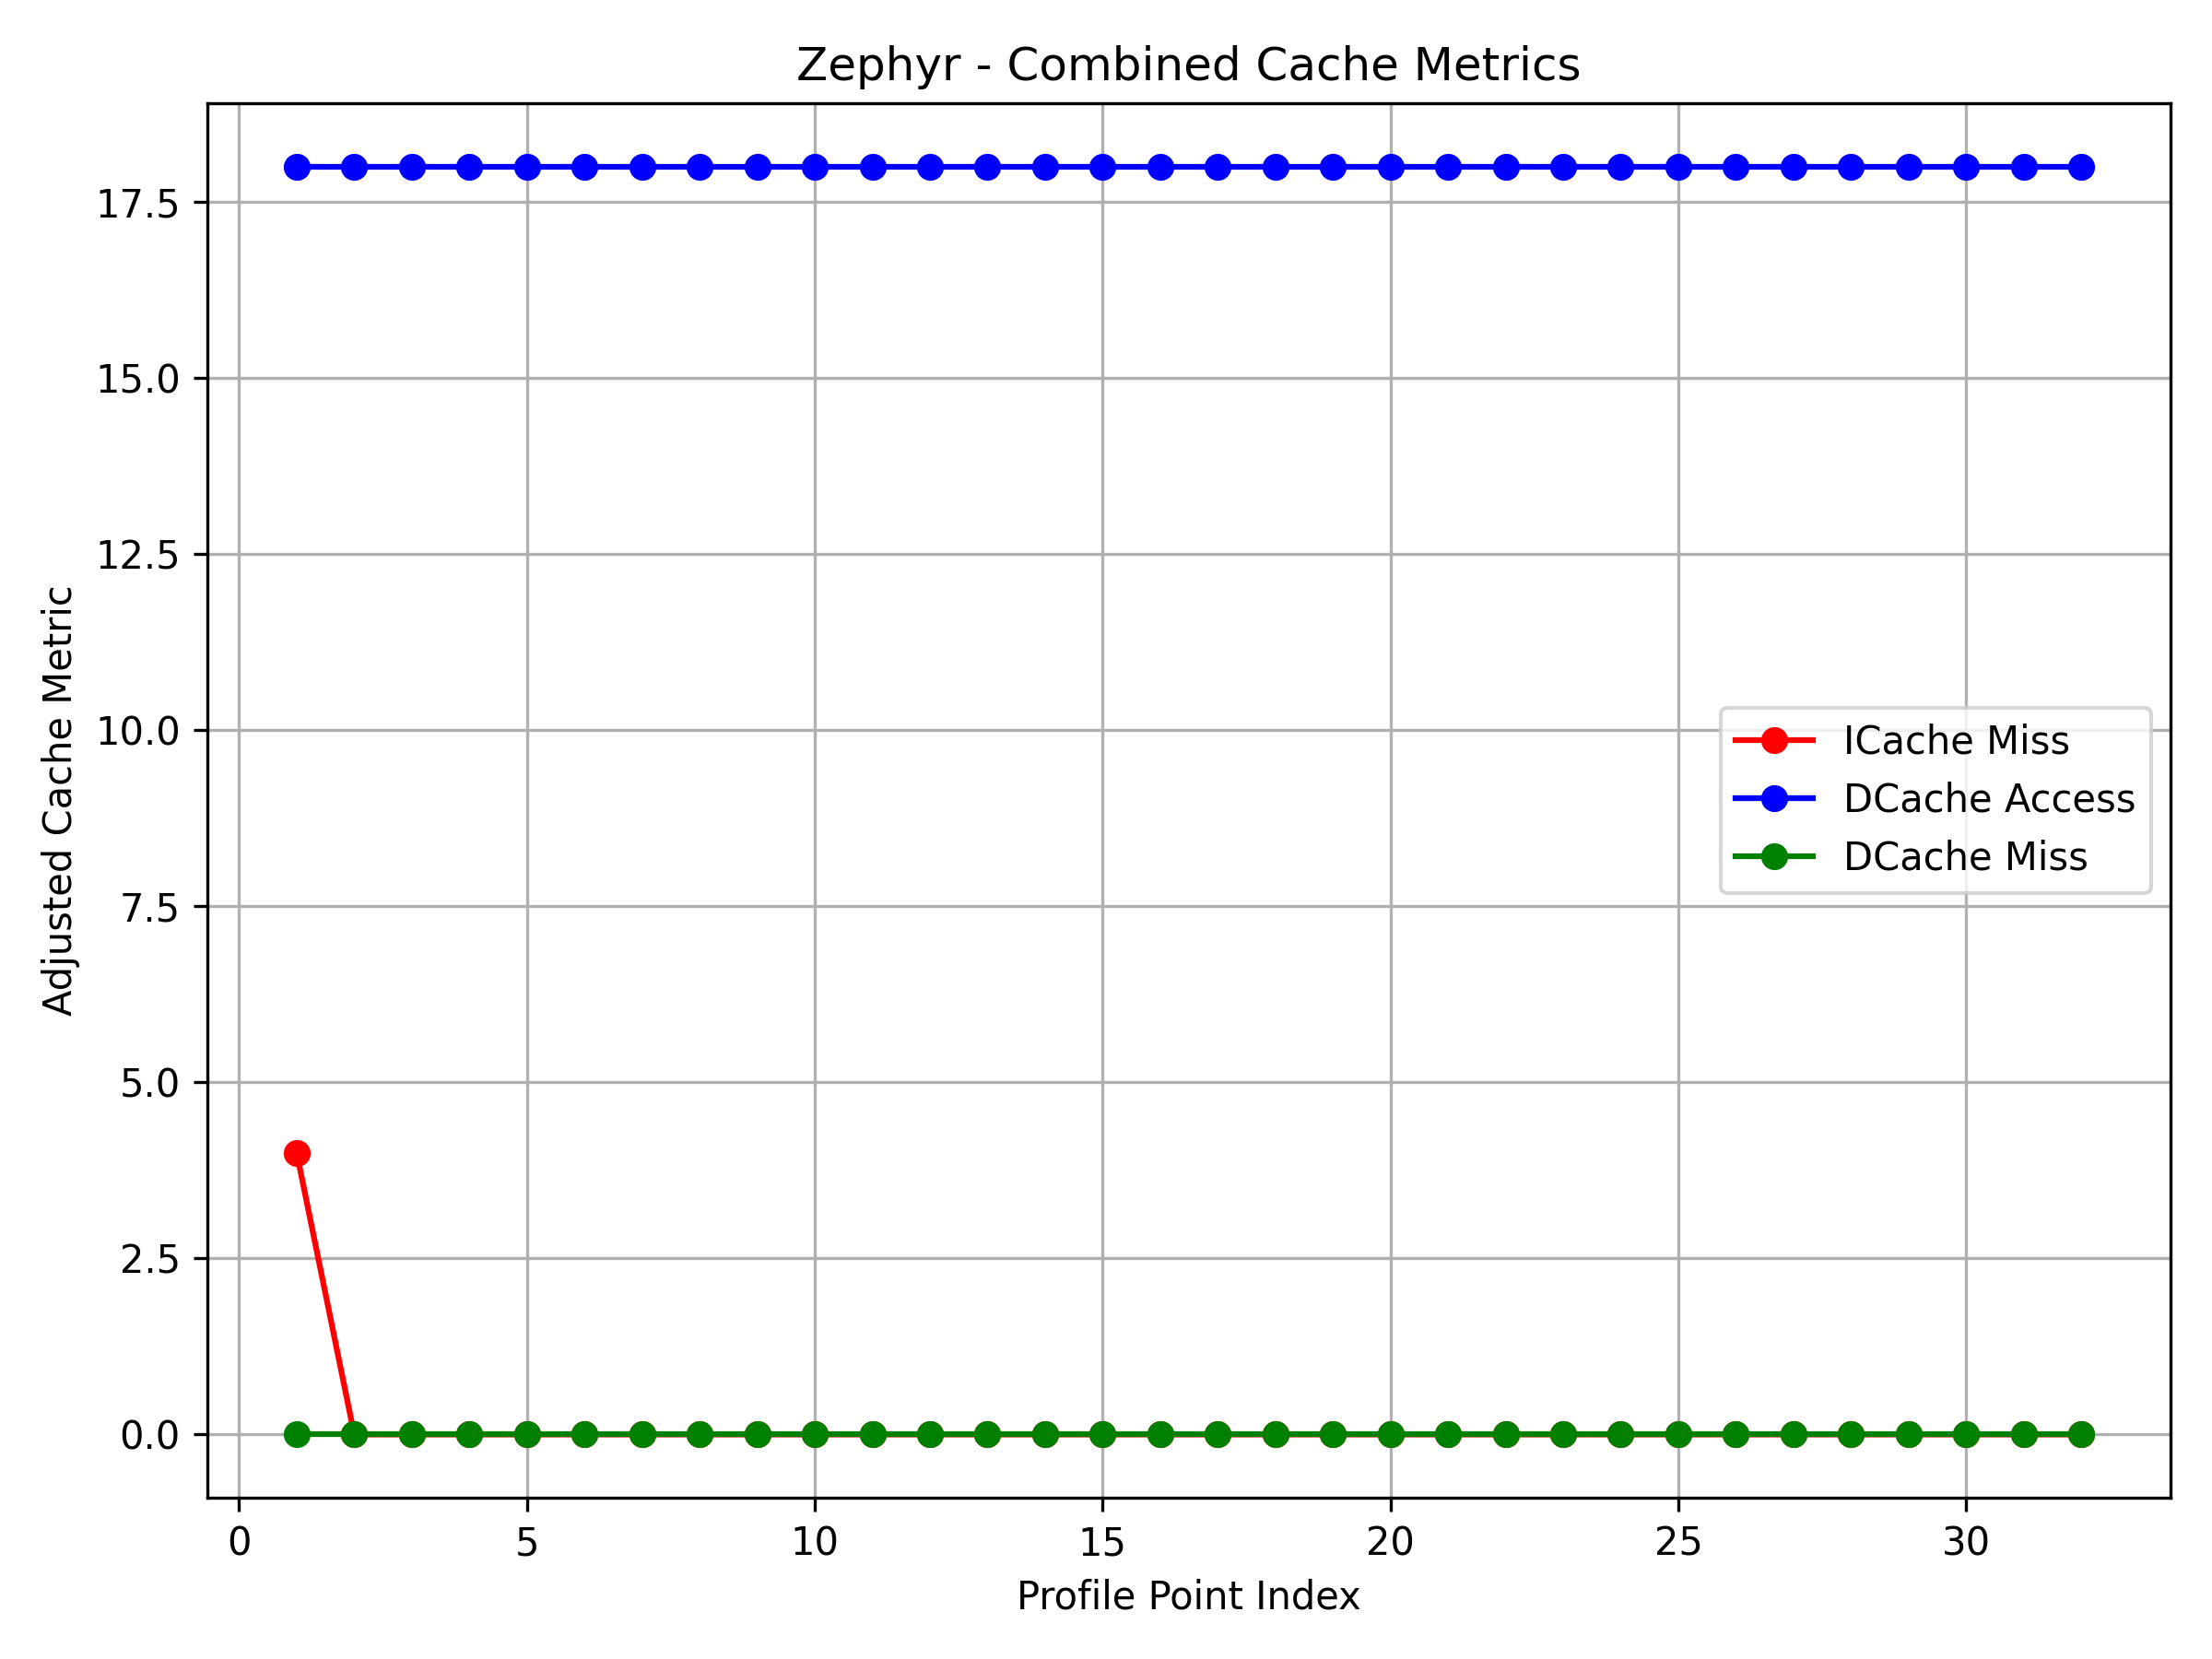 Zephyr - Combined Cache Metrics
Adjusted Cache Metric
17.5
15.0
12.5
10.0
7.5
5.0
2.5
0.0
ICache Miss
DCache Access
DCache Miss
0 5 10 15 20 25 30
Profile Point Index